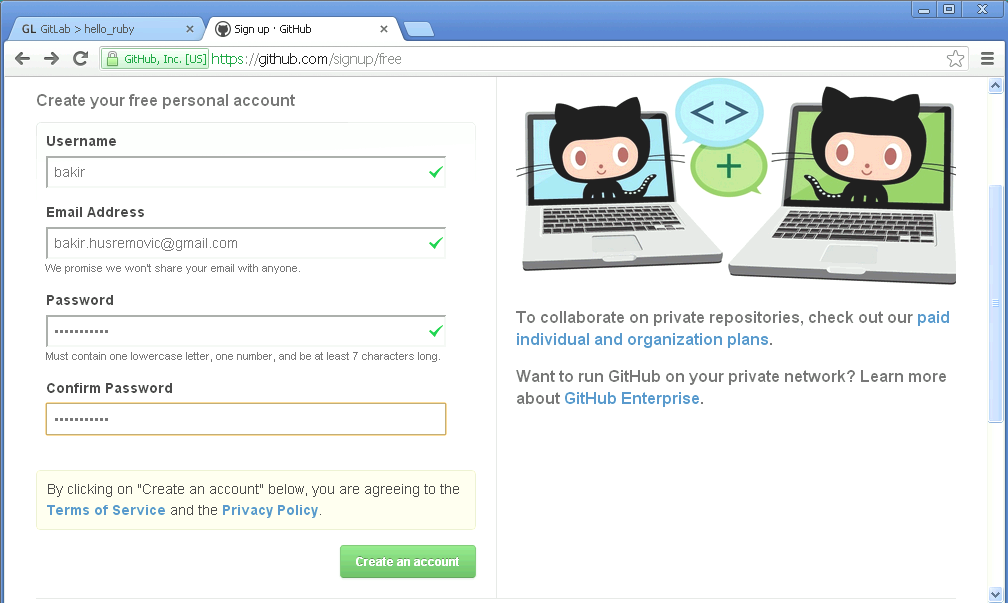 GL GitLab > hello_ruby
Sign up · GitHub
GitHub, Inc. [US] https://github.com/signup/free
Create your free personal account
Username
bakir
Email Address
bakir.husremovic@gmail.com
We promise we won't share your email with anyone.
Password
•••••••••••
Must contain one lowercase letter, one number, and be at least 7 characters long.
Confirm Password
•••••••••••
By clicking on "Create an account" below, you are agreeing to the
Terms of Service and the Privacy Policy.
Create an account
< >
+
To collaborate on private repositories, check out our paid
individual and organization plans.
Want to run GitHub on your private network? Learn more
about GitHub Enterprise.